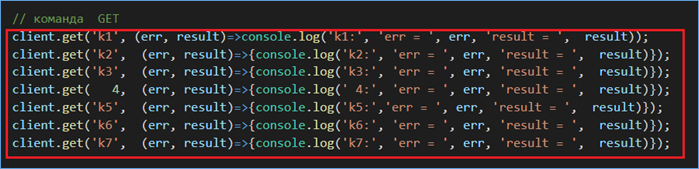 // команда  GET
client.get('k1', (err, result)=>console.log('k1:', 'err = ', err, 'result = ',  result));
client.get('k2',  (err, result)=>{console.log('k2:', 'err = ', err, 'result = ',  result)});
client.get('k3',  (err, result)=>{console.log('k3:', 'err = ', err, 'result = ',  result)});
client.get(   4,  (err, result)=>{console.log(' 4:', 'err = ', err, 'result = ',  result)});
client.get('k5',  (err, result)=>{console.log('k5:','err = ', err, 'result = ',  result)});
client.get('k6',  (err, result)=>{console.log('k6:', 'err = ', err, 'result = ',  result)});
client.get('k7',  (err, result)=>{console.log('k7:', 'err = ', err, 'result = ',  result)});